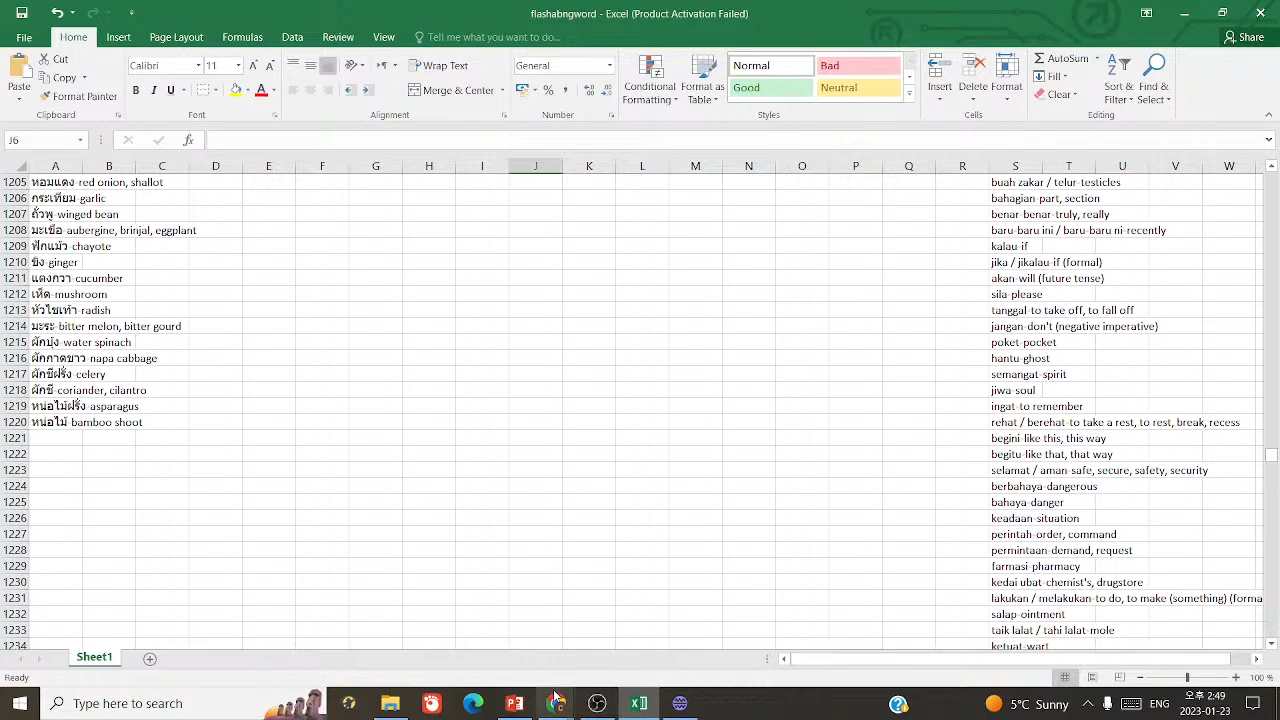 flashabngword - Excel (Product Activation Failed)
File Home Insert Page Layout Formulas Data Review View Tell me what you want to do... Share
Paste Cut Copy Format Painter Clipboard
Calibri 11 B I U A Font
Wrap Text Merge & Center Alignment
General % Number
Conditional Formatting Format as Table Normal Bad Good Neutral Styles
Insert Delete Format Cells
AutoSum Fill Clear Sort & Filter Find & Select Editing
J6 fx
A B C D E F G H I J K L M N O P Q R S T U V W
1205 หอมแดง-red onion, shallot buah zakar / telur-testicles
1206 กระเทียม-garlic bahagian-part, section
1207 ถั่วพู-winged bean benar-benar-truly, really
1208 มะเขือ-aubergine, brinjal, eggplant baru-baru ini / baru-baru ni-recently
1209 ฟักแม้ว-chayote kalau-if
1210 ขิง-ginger jika / jikalau-if (formal)
1211 แตงกวา-cucumber akan-will (future tense)
1212 เห็ด-mushroom sila-please
1213 หัวไชเท้า-radish tanggal-to take off, to fall off
1214 มะระ-bitter melon, bitter gourd jangan-don't (negative imperative)
1215 ผักบุ้ง-water spinach poket-pocket
1216 ผักกาดขาว-napa cabbage hantu-ghost
1217 ผักชีฝรั่ง-celery semangat-spirit
1218 ผักชี-coriander, cilantro jiwa-soul
1219 หน่อไม้ฝรั่ง-asparagus ingat-to remember
1220 หน่อไม้-bamboo shoot rehat / berehat-to take a rest, to rest, break, recess
1221 begini-like this, this way
1222 begitu-like that, that way
1223 selamat / aman-safe, secure, safety, security
1224 berbahaya-dangerous
1225 bahaya-danger
1226 keadaan-situation
1227 perintah-order, command
1228 permintaan-demand, request
1229 farmasi-pharmacy
1230 kedai ubat-chemist's, drugstore
1231 lakukan / melakukan-to do, to make (something) (forma
1232 salap-ointment
1233 taik lalat / tahi lalat-mole
1234 ketuat-wart
Sheet1
Ready 100 %
Type here to search 5°C Sunny ENG 오후 2:49
2023-01-23